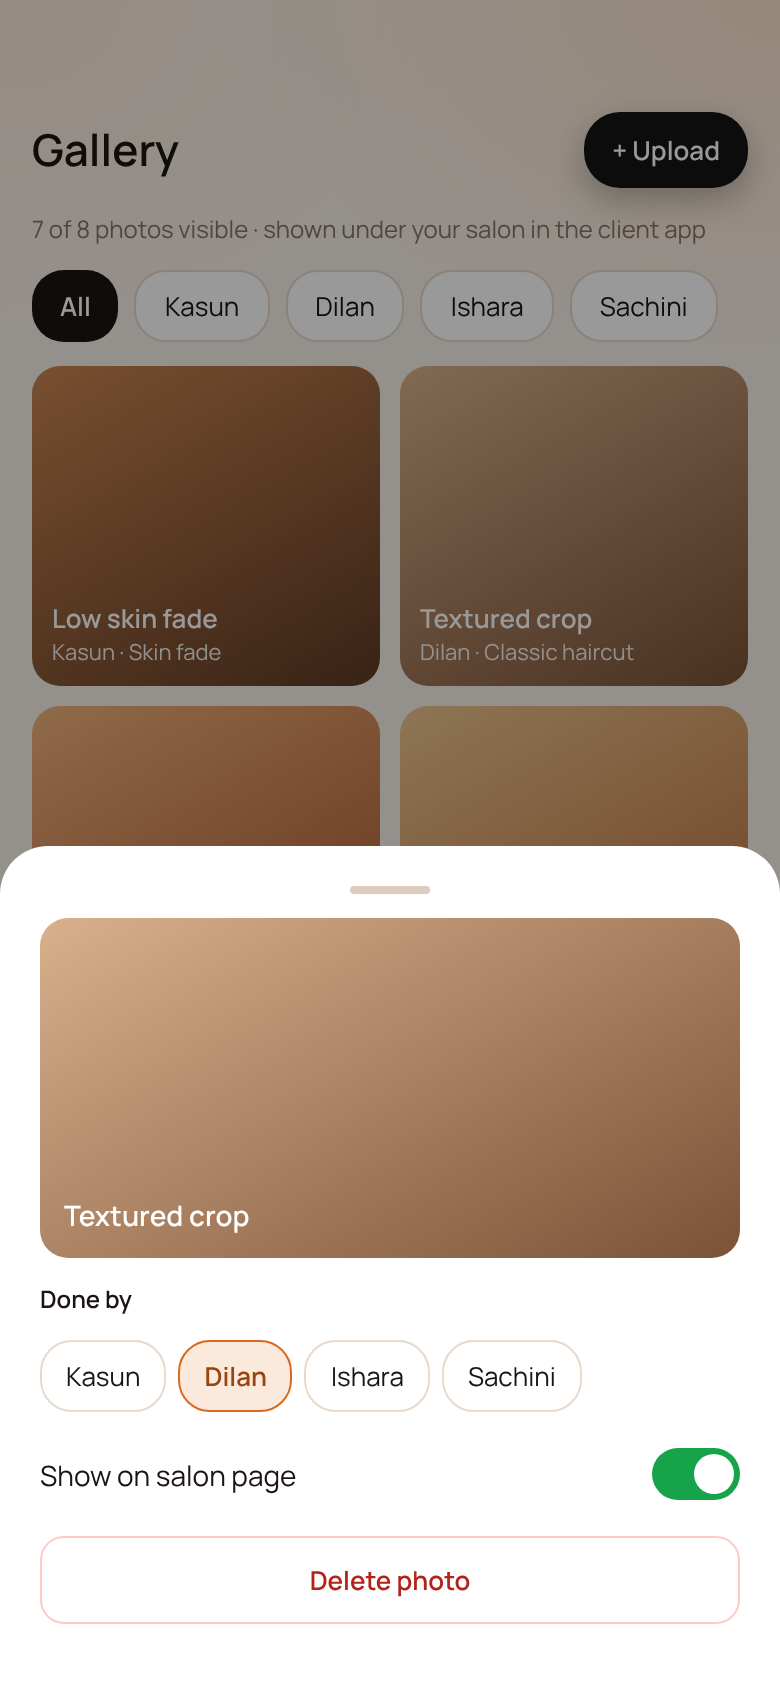 Gallery
+ Upload
7 of 8 photos visible · shown under your salon in the client app
All
Kasun
Dilan
Ishara
Sachini
Low skin fade
Kasun · Skin fade
Textured crop
Dilan · Classic haircut
Textured crop
Done by
Kasun
Dilan
Ishara
Sachini
Show on salon page
Delete photo